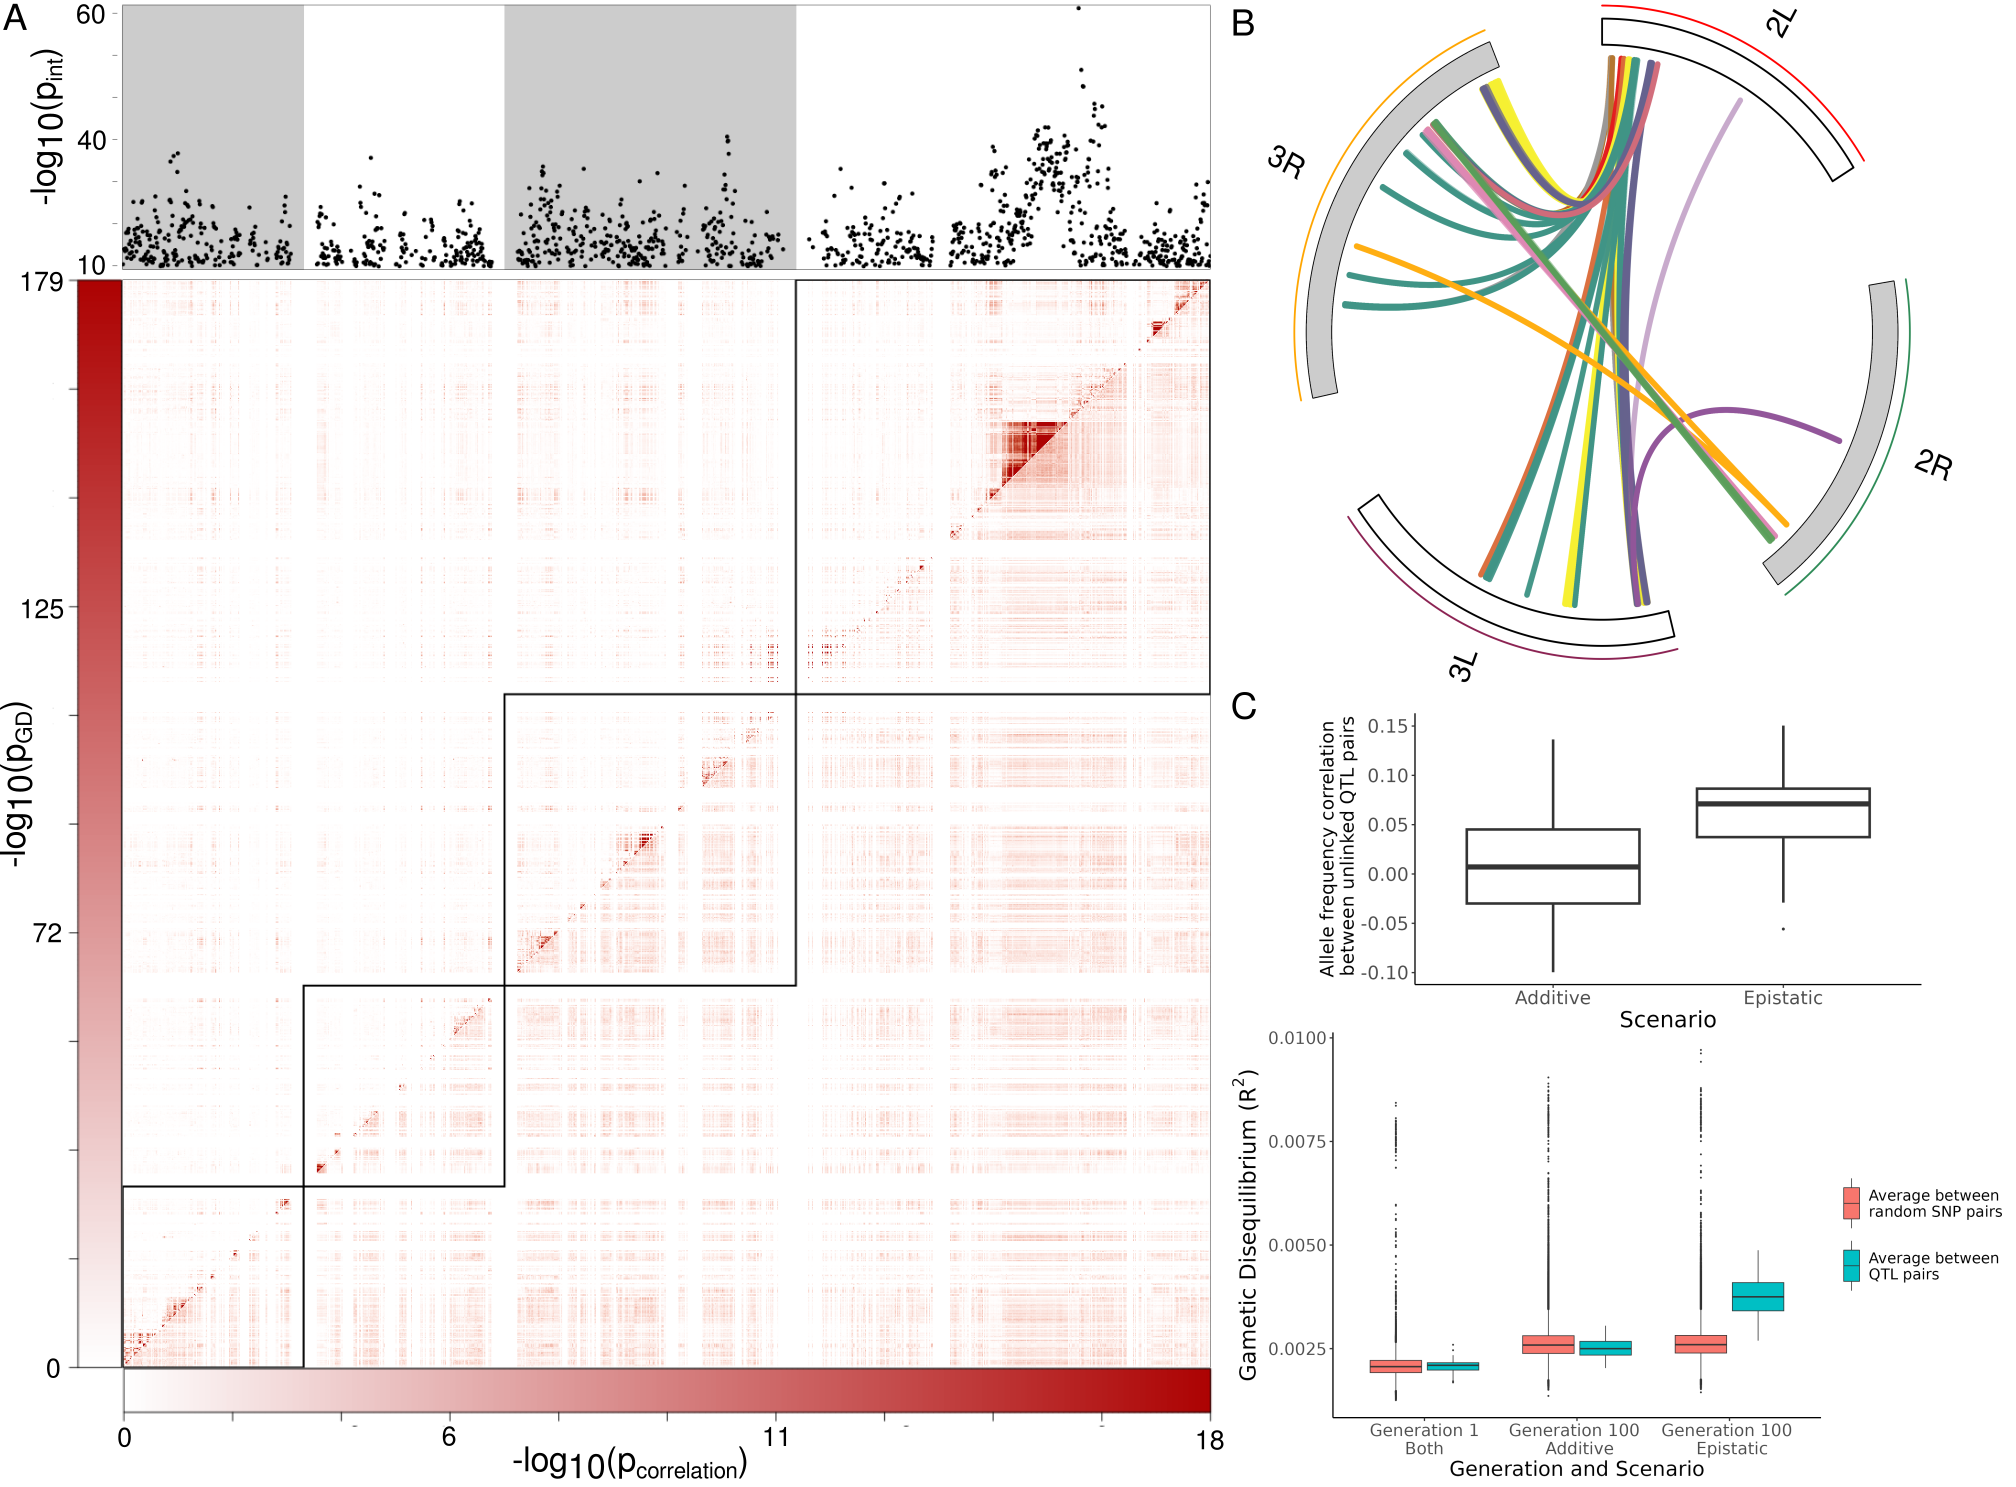 A
60
40
10
-log10(pint)
179
125
72
0
-log10(pGD)
0
6
11
18
-log10(pcorrelation)
B
2L
3R
2R
3L
C
Allele frequency correlation
between unlinked QTL pairs
0.15
0.10
0.05
0.00
-0.05
-0.10
Additive
Epistatic
Scenario
Gametic Disequilibrium (R2)
0.0100
0.0075
0.0050
0.0025
Generation 1
Both
Generation 100
Additive
Generation 100
Epistatic
Generation and Scenario
Average between
random SNP pairs
Average between
QTL pairs